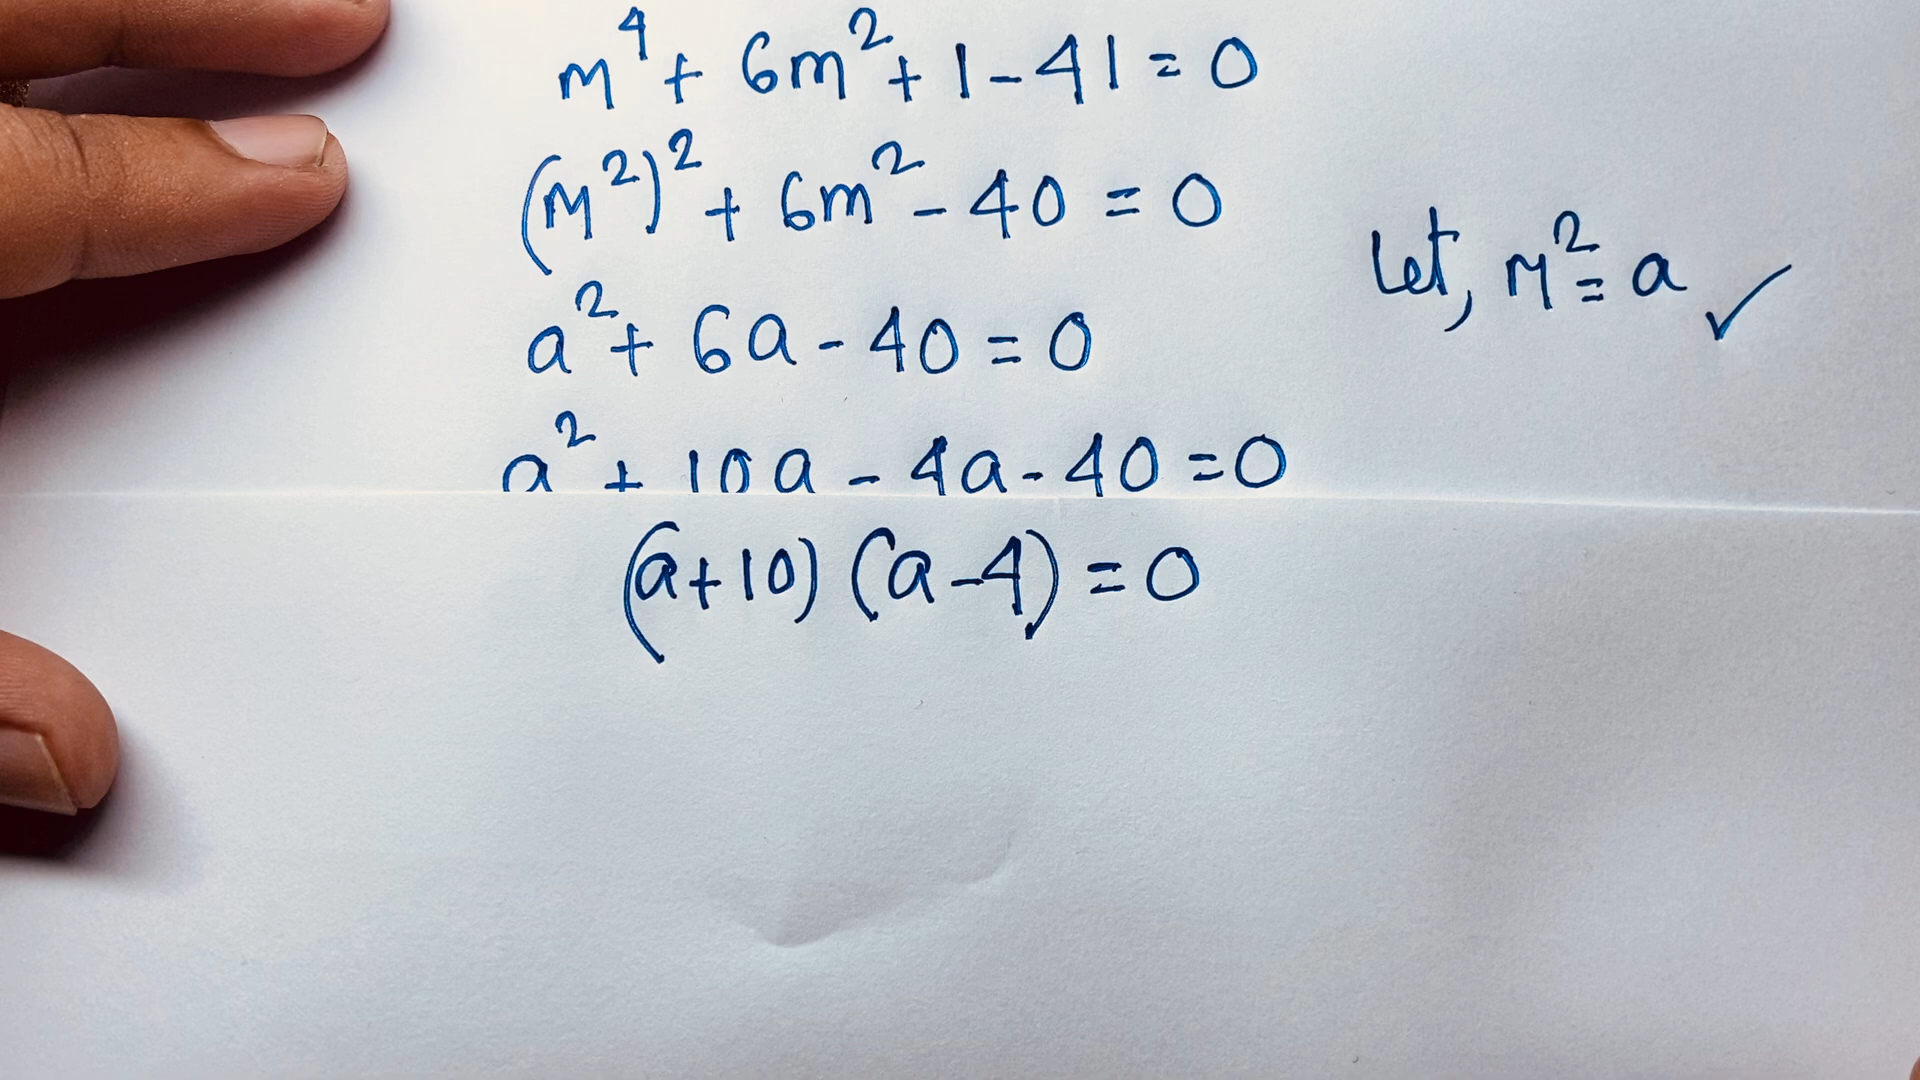 m⁴ + 6m² + 1 - 41 = 0
(m²)² + 6m² - 40 = 0
Let, m² = a ✓
a² + 6a - 40 = 0
a² + 10a - 4a - 40 = 0
(a+10) (a-4) = 0